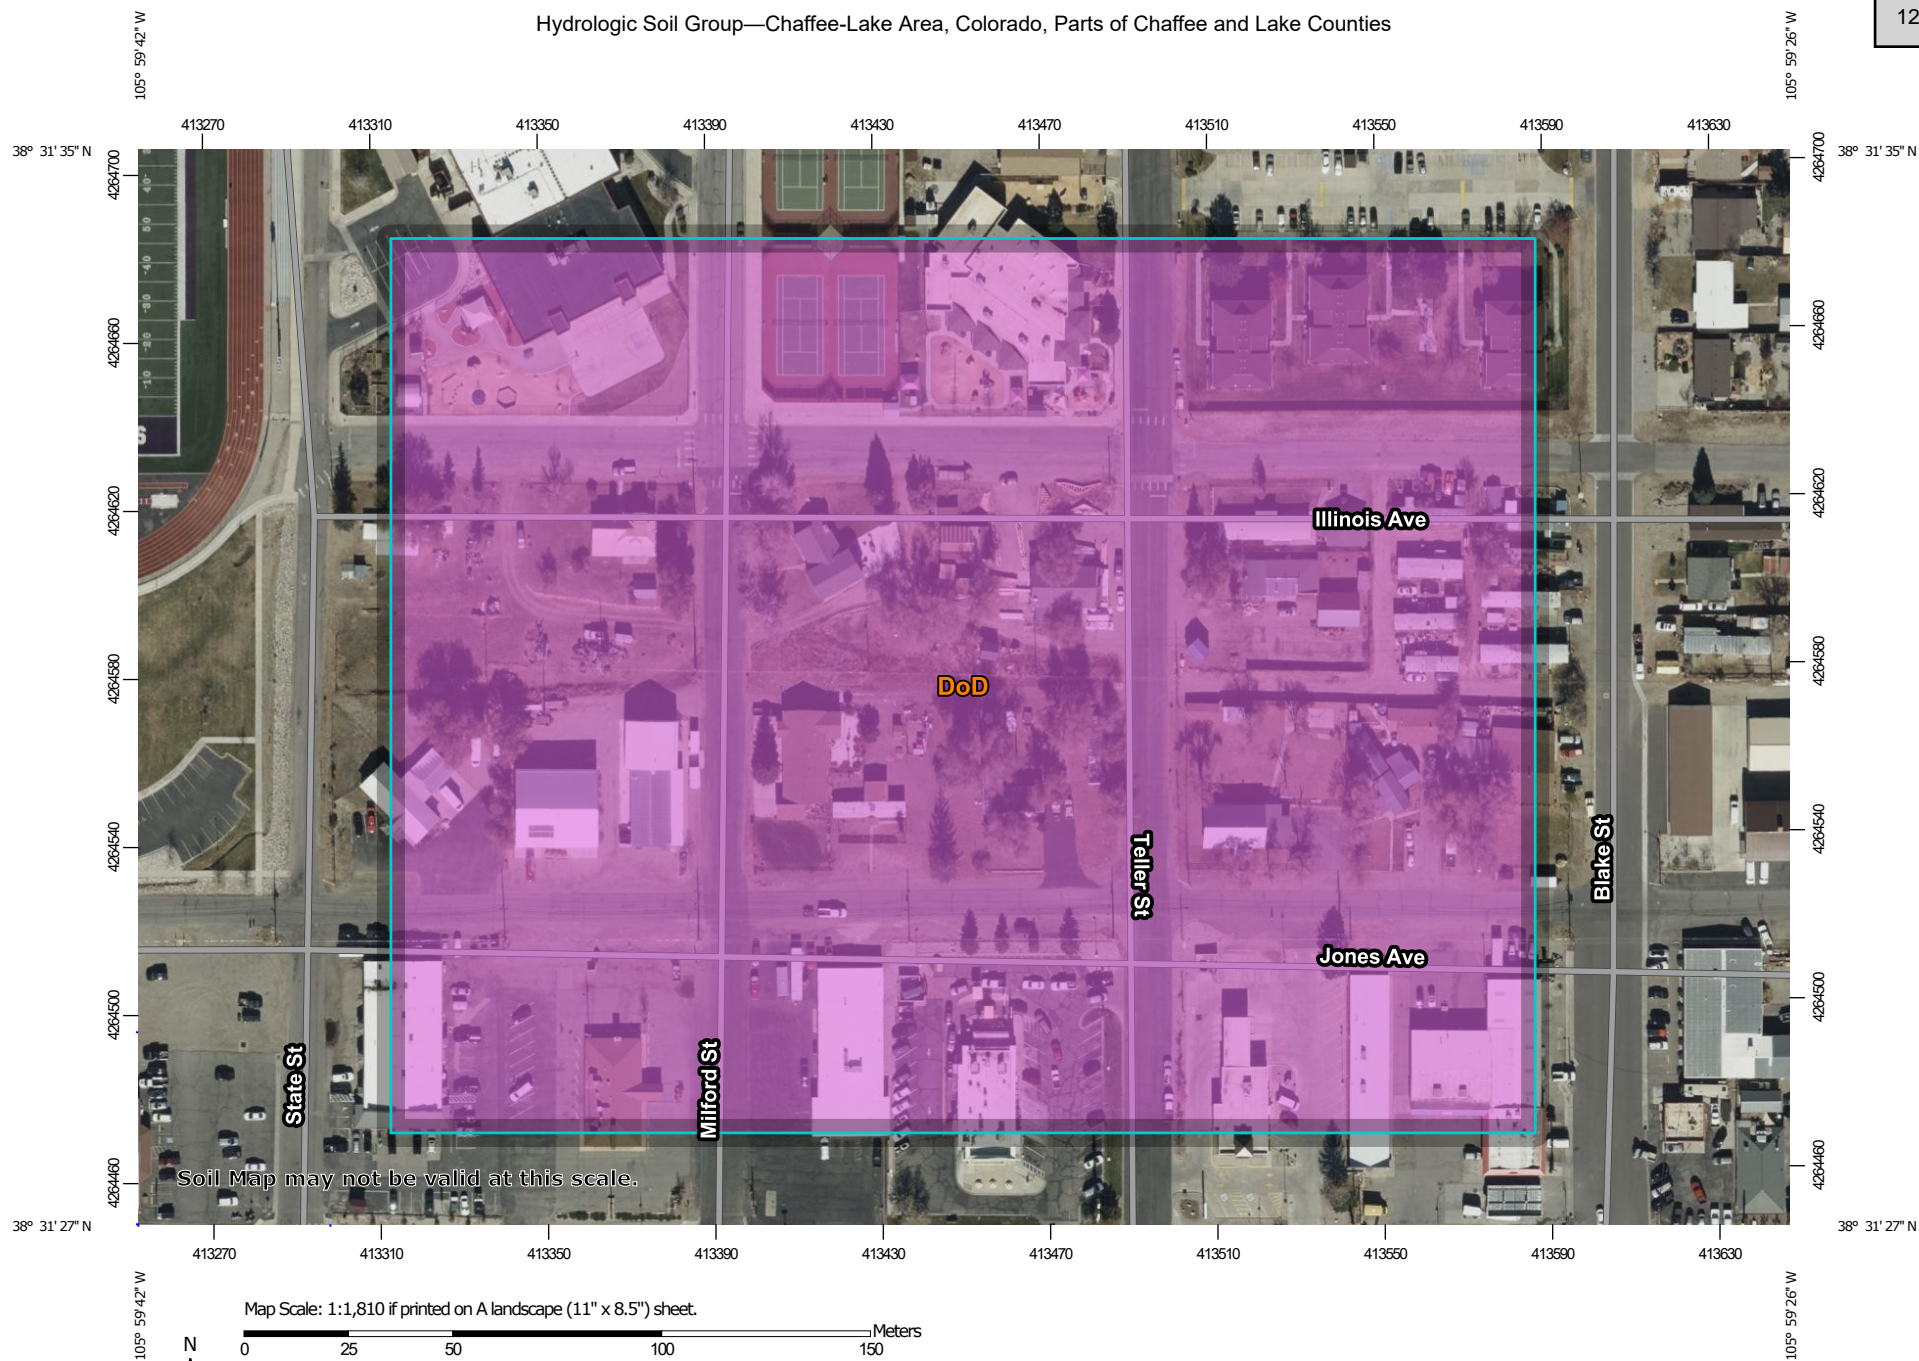 Hydrologic Soil Group—Chaffee-Lake Area, Colorado, Parts of Chaffee and Lake Counties
12
105° 59' 42" W
105° 59' 26" W
413270
413310
413350
413390
413430
413470
413510
413550
413590
413630
38° 31' 35" N
38° 31' 35" N
4264700
4264700
4264660
4264660
4264620
4264620
4264580
4264580
4264540
4264540
4264500
4264500
4264460
4264460
Illinois Ave
DoD
Teller St
Blake St
Jones Ave
State St
Milford St
Soil Map may not be valid at this scale.
38° 31' 27" N
38° 31' 27" N
413270
413310
413350
413390
413430
413470
413510
413550
413590
413630
105° 59' 42" W
105° 59' 26" W
Map Scale: 1:1,810 if printed on A landscape (11" x 8.5") sheet.
Meters
N
0
25
50
100
150